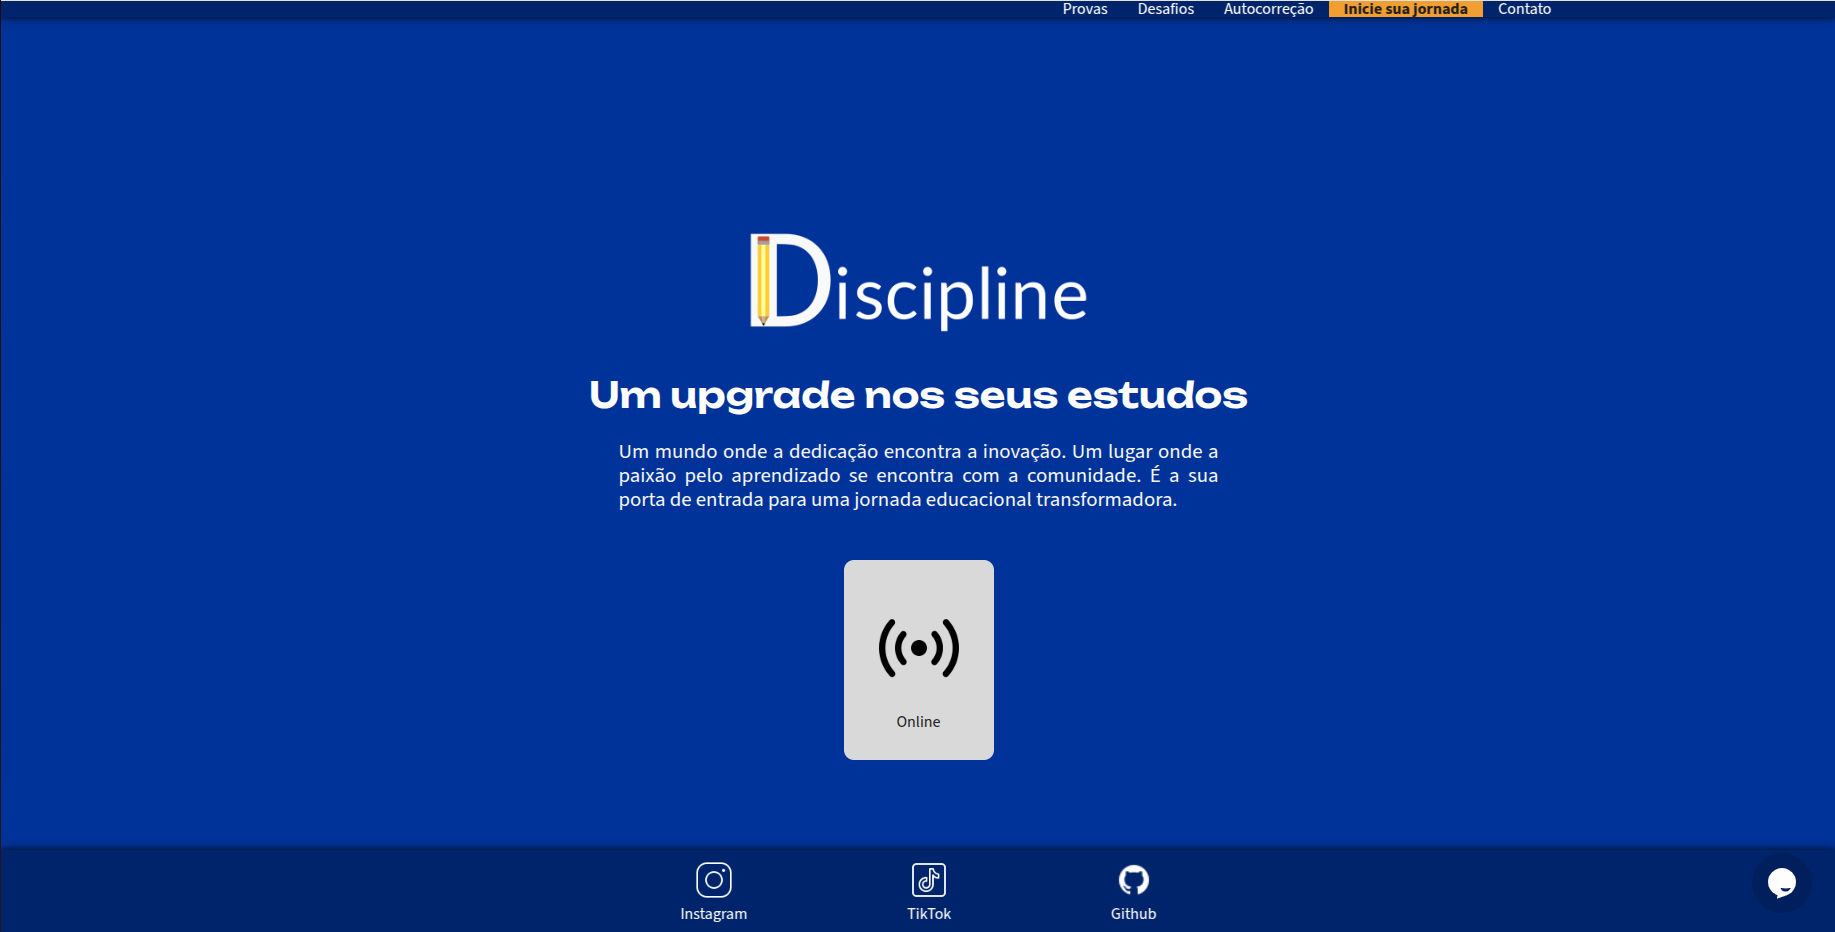 Provas Desafios Autocorreção Inicie sua jornada Contato
Discipline
Um upgrade nos seus estudos
Um mundo onde a dedicação encontra a inovação. Um lugar onde a
paixão pelo aprendizado se encontra com a comunidade. É a sua
porta de entrada para uma jornada educacional transformadora.
Online
Instagram TikTok Github